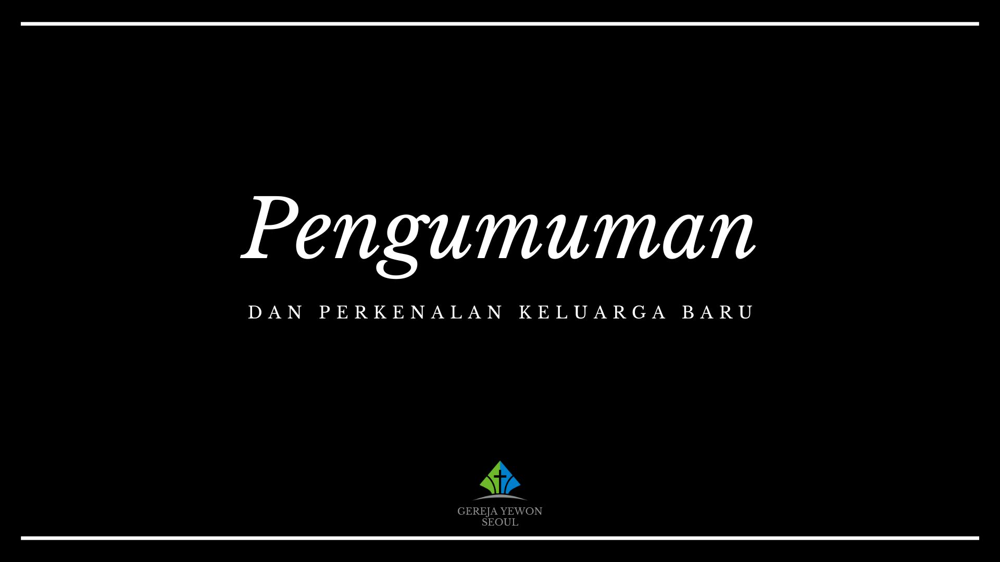 Pengumuman
DAN PERKENALAN KELUARGA BARU
GEREJA YEWON
SEOUL